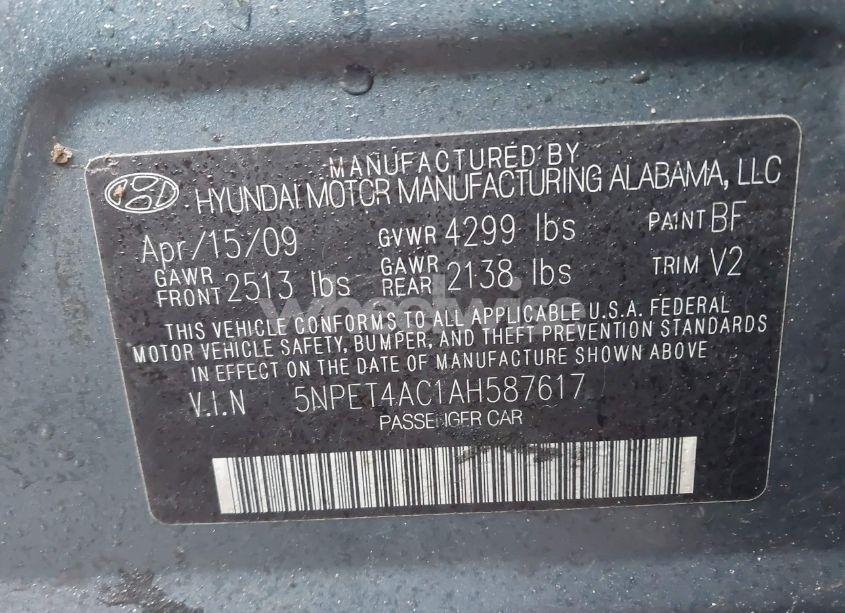 MANUFACTURED BY
HYUNDAI MOTOR MANUFACTURING ALABAMA, LLC
Apr/15/09 GVWR 4299 lbs PAINT BF
GAWR FRONT 2513 lbs GAWR REAR 2138 lbs TRIM V2
wheelwise
THIS VEHICLE CONFORMS TO ALL APPLICABLE U.S.A. FEDERAL
MOTOR VEHICLE SAFETY, BUMPER, AND THEFT PREVENTION STANDARDS
IN EFFECT ON THE DATE OF MANUFACTURE SHOWN ABOVE
V.I.N 5NPET4AC1AH587617
PASSENGER CAR